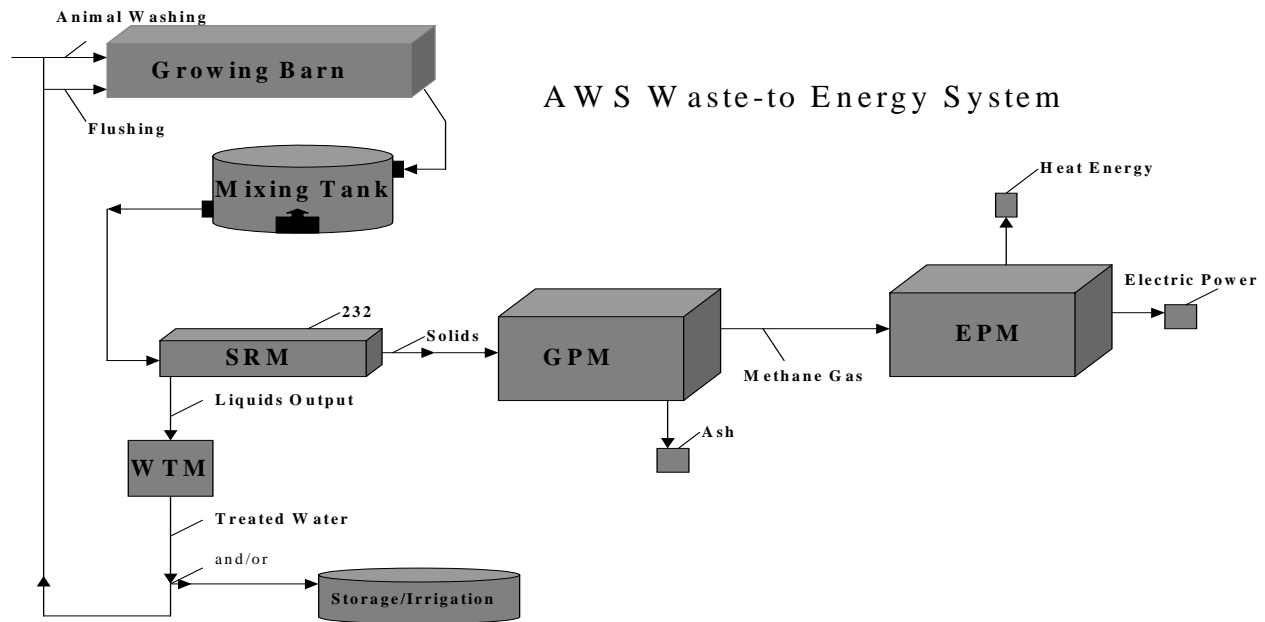 Animal Washing
Growing Barn
AWS Waste-to Energy System
Flushing
Heat Energy
Mixing Tank
Electric Power
232
Solids
SRM
GPM
EPM
Methane Gas
Liquids Output
Ash
WTM
Treated Water
and/or
Storage/Irrigation